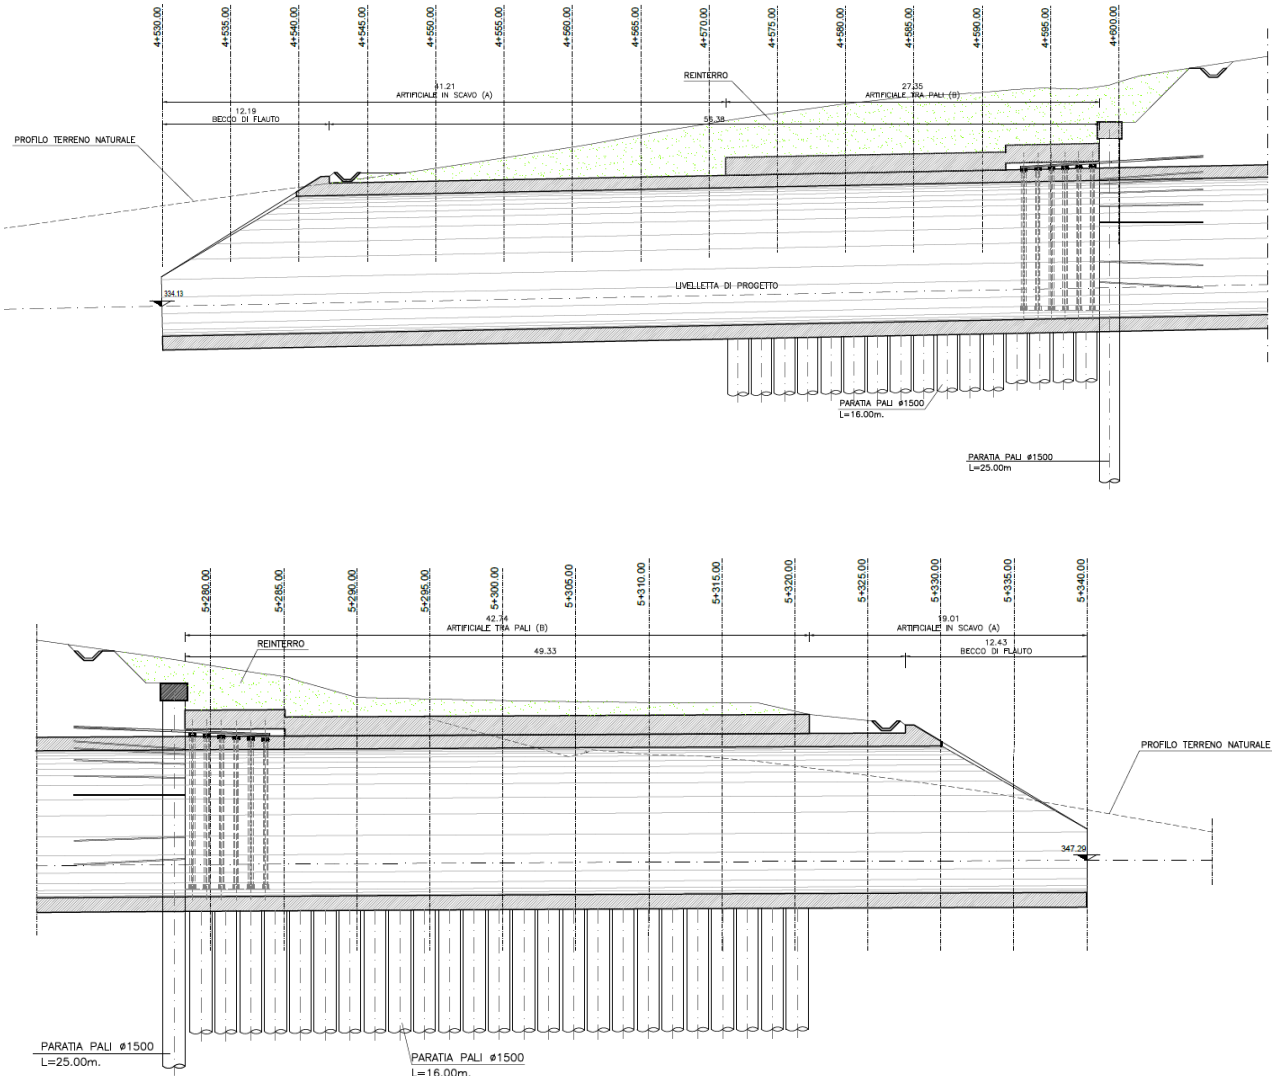 4+530.00
4+535.00
4+540.00
4+545.00
4+550.00
4+555.00
4+560.00
4+565.00
4+570.00
4+575.00
4+580.00
4+585.00
4+590.00
4+595.00
4+600.00
REINTERRO
41.21
ARTIFICIALE IN SCAVO (A)
27.35
ARTIFICIALE TRA PALI (B)
12.19
BECCO DI FLAUTO
56.38
PROFILO TERRENO NATURALE
334.13
LIVELLETTA DI PROGETTO
PARATIA PALI ø1500
L=16.00m.
PARATIA PALI ø1500
L=25.00m
5+280.00
5+285.00
5+290.00
5+295.00
5+300.00
5+305.00
5+310.00
5+315.00
5+320.00
5+325.00
5+330.00
5+335.00
5+340.00
42.74
ARTIFICIALE TRA PALI (B)
19.01
ARTIFICIALE IN SCAVO (A)
REINTERRO
49.33
12.43
BECCO DI FLAUTO
PROFILO TERRENO NATURALE
347.29
PARATIA PALI ø1500
L=25.00m.
PARATIA PALI ø1500
L=16.00m.